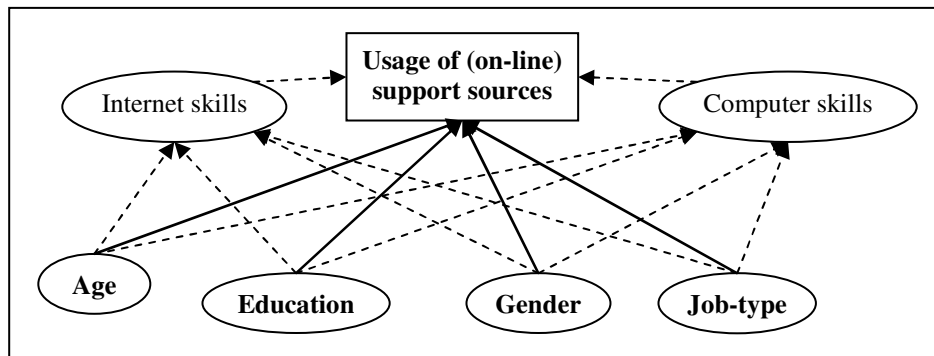 Usage of (on-line)
support sources
Internet skills
Computer skills
Age
Education
Gender
Job-type